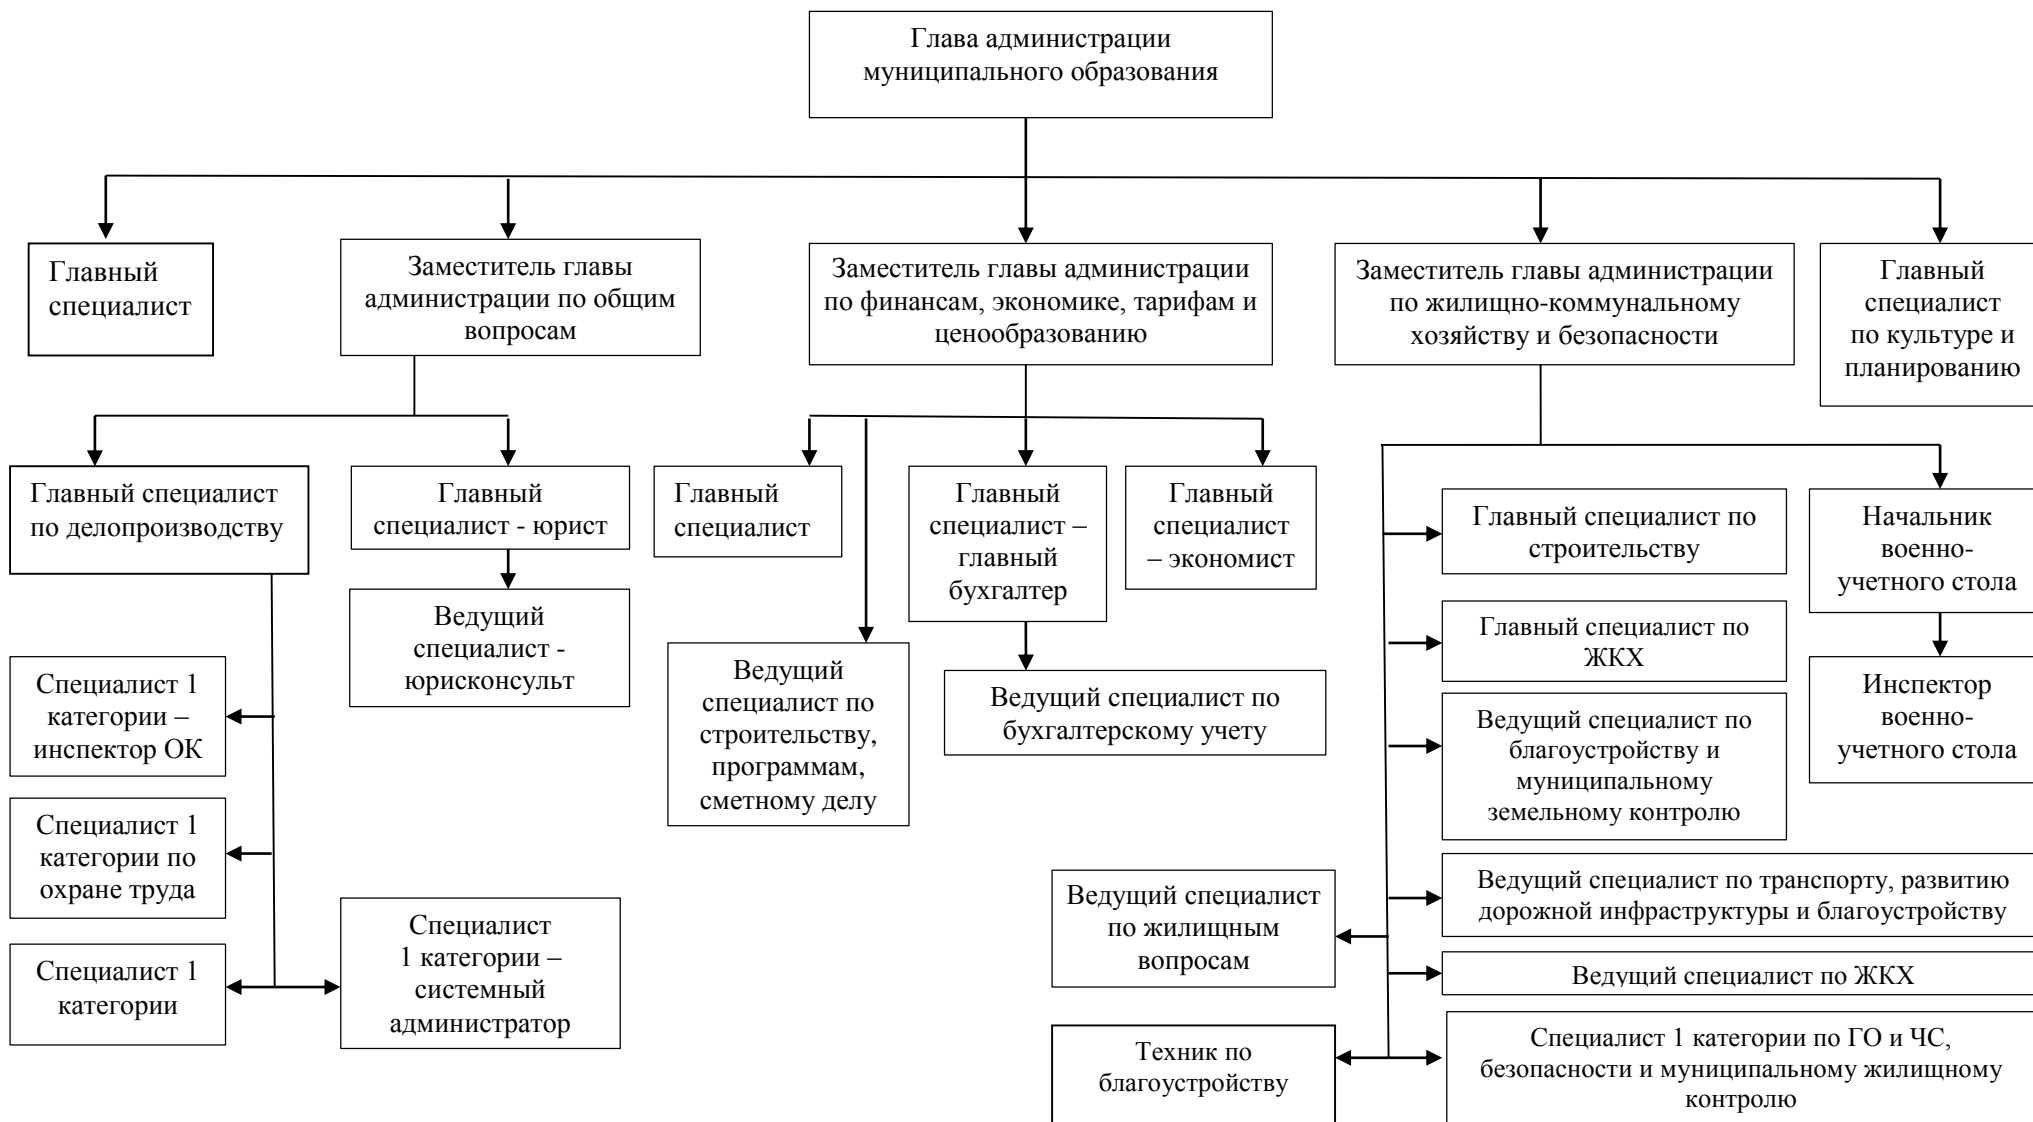 Глава администрации
муниципального образования
Главный
специалист
Заместитель главы
администрации по общим
вопросам
Заместитель главы администрации
по финансам, экономике, тарифам и
ценообразованию
Заместитель главы администрации
по жилищно-коммунальному
хозяйству и безопасности
Главный
специалист
по культуре и
планированию
Главный специалист
по делопроизводству
Главный
специалист - юрист
Главный
специалист
Главный
специалист –
главный
бухгалтер
Главный
специалист
– экономист
Главный специалист по
строительству
Начальник
военно-
учетного стола
Ведущий
специалист -
юрисконсульт
Главный специалист по
ЖКХ
Специалист 1
категории –
инспектор ОК
Ведущий
специалист по
строительству,
программам,
сметному делу
Ведущий специалист по
бухгалтерскому учету
Ведущий специалист по
благоустройству и
муниципальному
земельному контролю
Инспектор
военно-
учетного стола
Специалист 1
категории по
охране труда
Ведущий специалист
по жилищным
вопросам
Ведущий специалист по транспорту, развитию
дорожной инфраструктуры и благоустройству
Специалист 1
категории
Специалист
1 категории –
системный
администратор
Ведущий специалист по ЖКХ
Техник по
благоустройству
Специалист 1 категории по ГО и ЧС,
безопасности и муниципальному жилищному
контролю